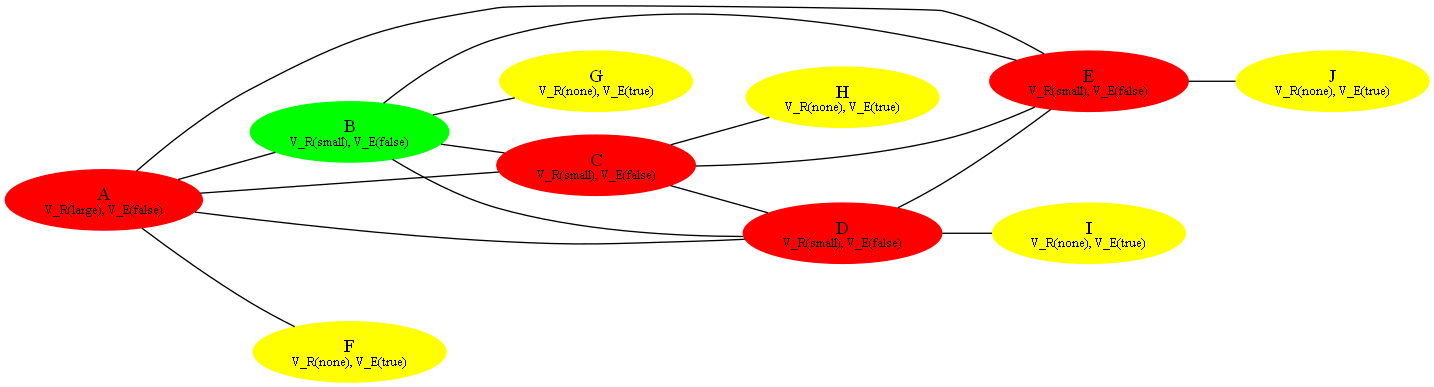 A
V_R(large), V_E(false)
B
V_R(small), V_E(false)
G
V_R(none), V_E(true)
C
V_R(small), V_E(false)
H
V_R(none), V_E(true)
D
V_R(small), V_E(false)
E
V_R(small), V_E(false)
I
V_R(none), V_E(true)
J
V_R(none), V_E(true)
F
V_R(none), V_E(true)